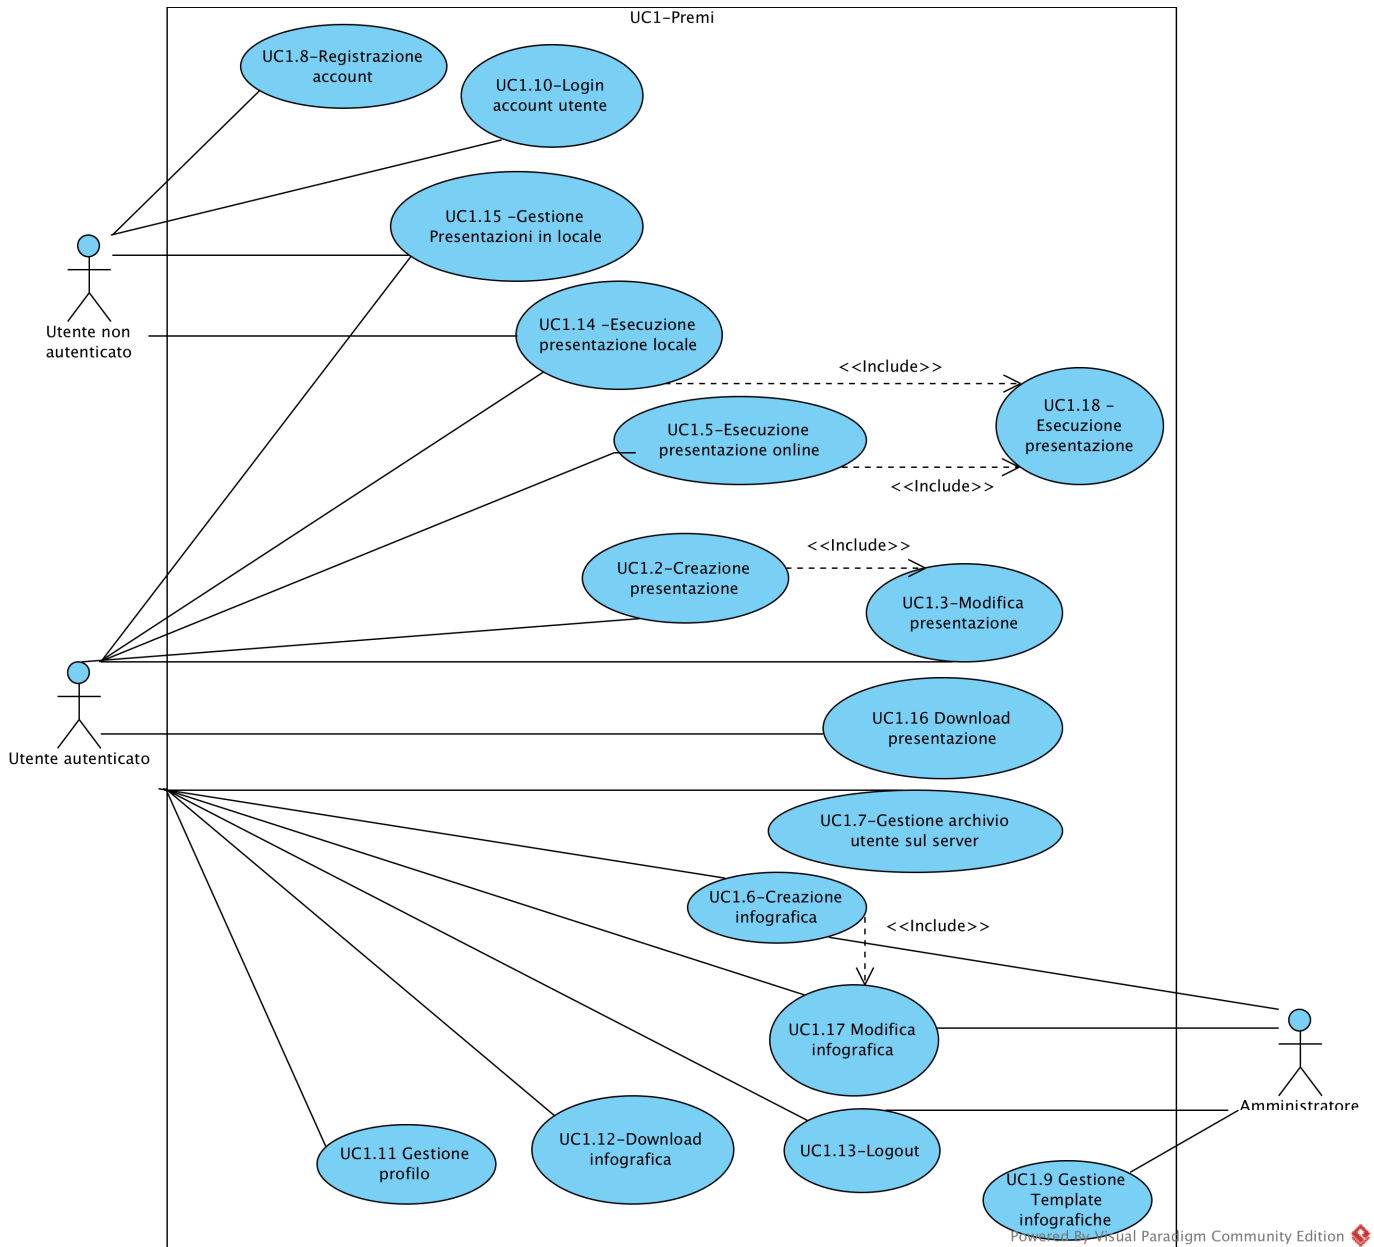 UC1-Premi
UC1.8-Registrazione
account
UC1.10-Login
account utente
UC1.15 -Gestione
Presentazioni in locale
Utente non
autenticato
UC1.14 -Esecuzione
presentazione locale
<<Include>>
UC1.18 -
Esecuzione
presentazione
UC1.5-Esecuzione
presentazione online
<<Include>>
UC1.2-Creazione
presentazione
<<Include>>
UC1.3-Modifica
presentazione
Utente autenticato
UC1.16 Download
presentazione
UC1.7-Gestione archivio
utente sul server
UC1.6-Creazione
infografica
<<Include>>
UC1.17 Modifica
infografica
Amministratore
UC1.11 Gestione
profilo
UC1.12-Download
infografica
UC1.13-Logout
UC1.9 Gestione
Template
infografiche
Powered By Visual Paradigm Community Edition